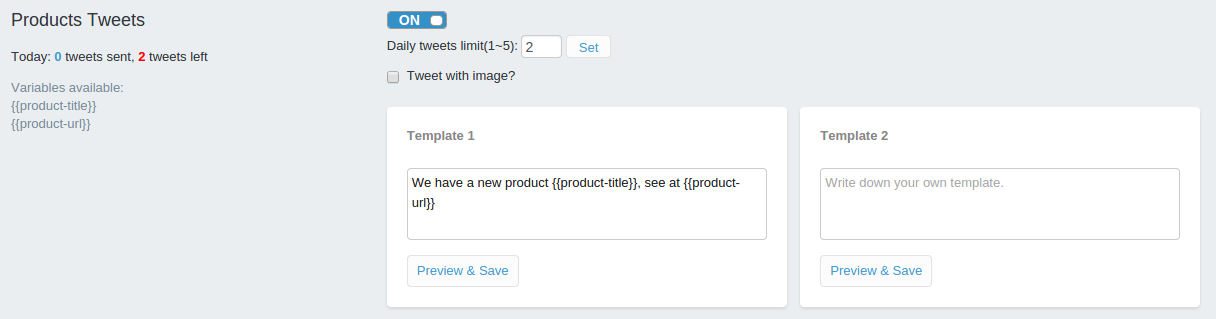 Products Tweets
Today: 0 tweets sent, 2 tweets left
Variables available:
{{product-title}}
{{product-url}}
ON
Daily tweets limit(1~5): 2 Set
Tweet with image?
Template 1
We have a new product {{product-title}}, see at {{product-
url}}
Preview & Save
Template 2
Write down your own template.
Preview & Save